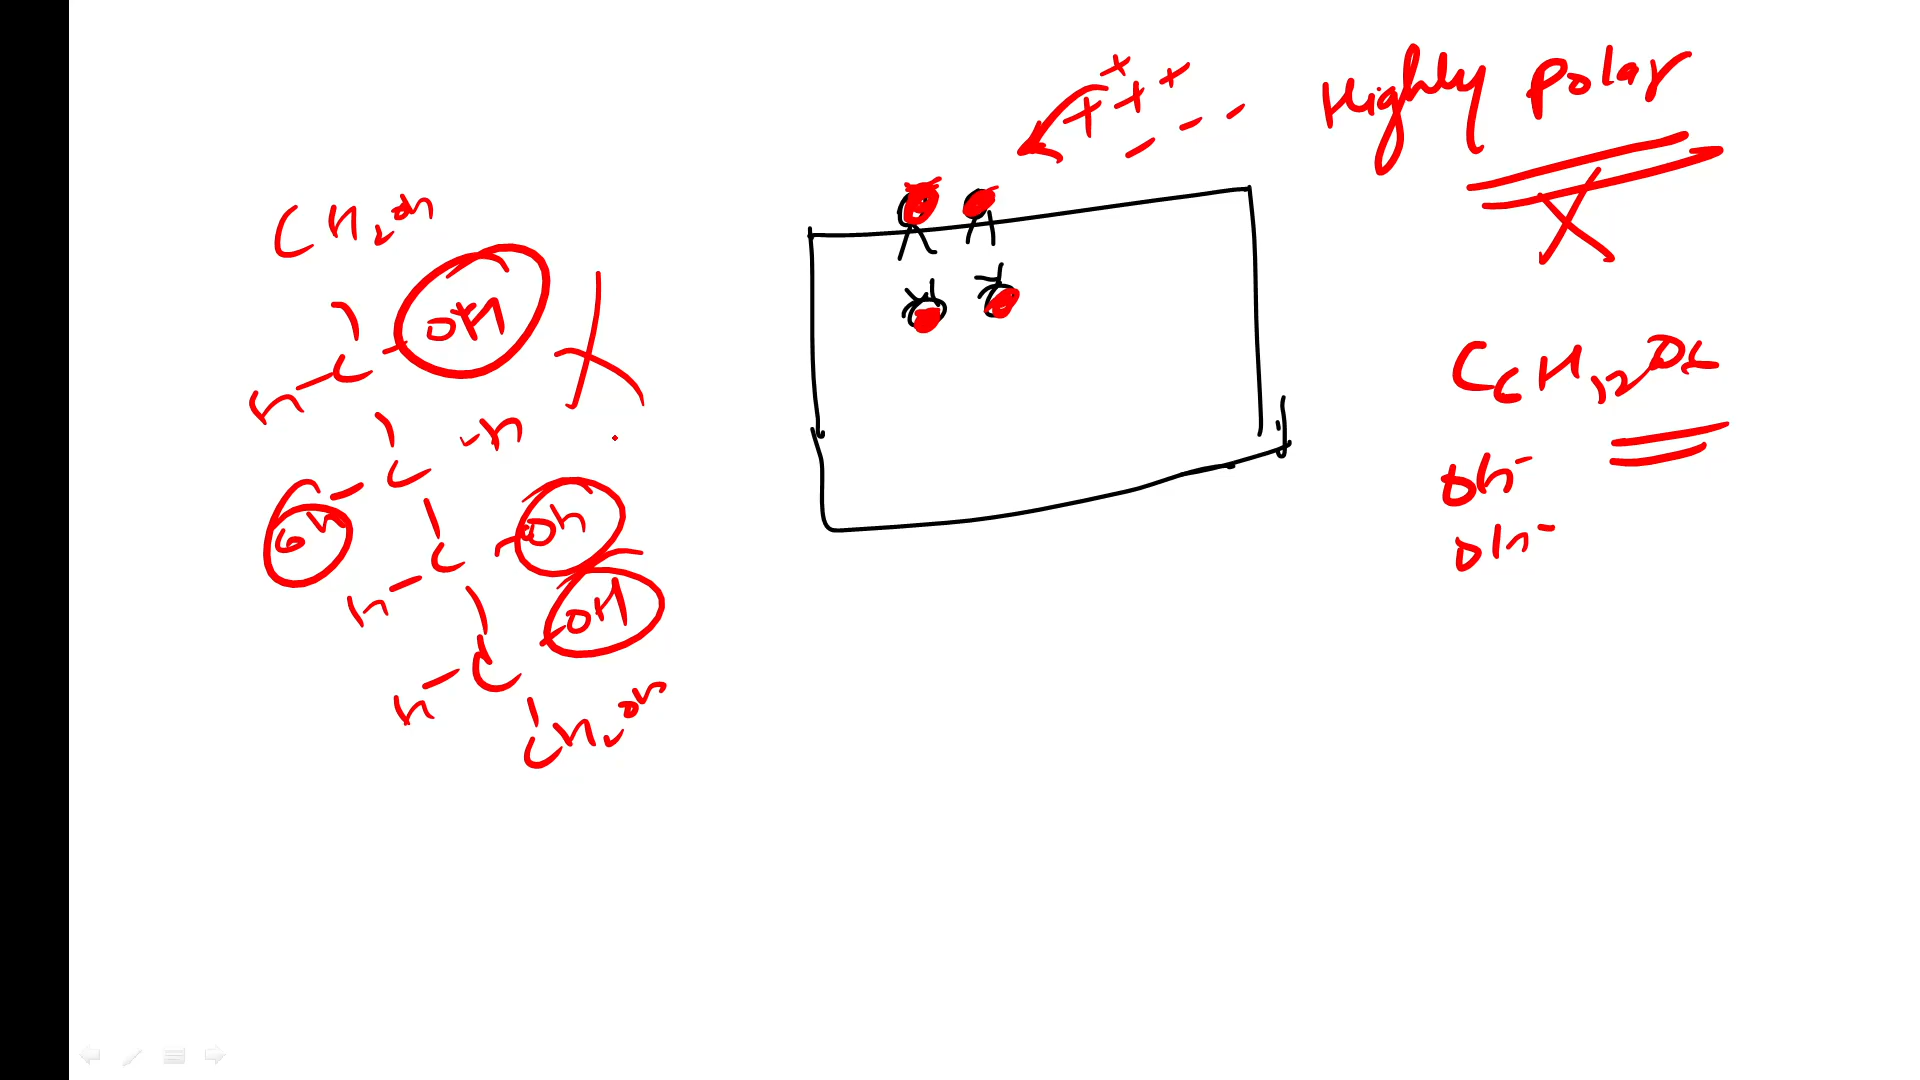 + + + +
- - -
Highly Polar
CH2OH
C - OH
H - C
- H
C
OH -
C - OH
H -
C - OH
H -
CH2OH
C6H12O6
OH-
OH-